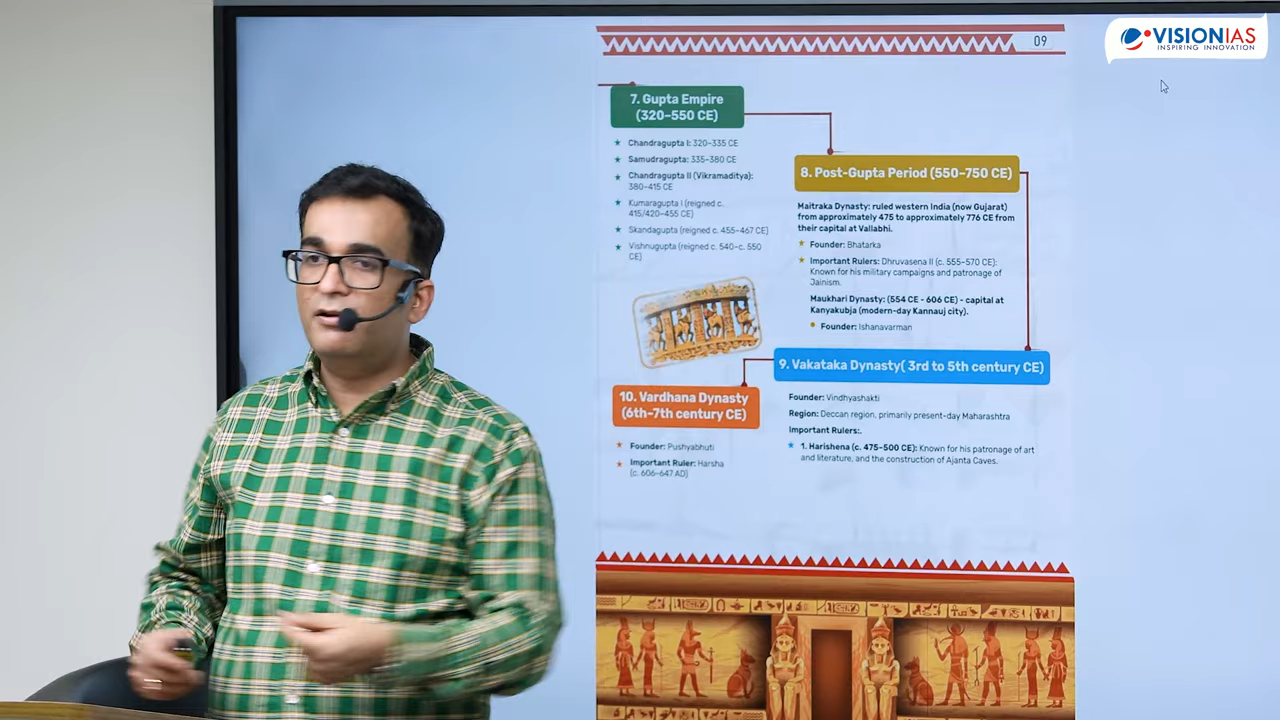 VISIONIAS
INSPIRING INNOVATION
09
7. Gupta Empire
(320-550 CE)
Chandragupta I: 320-335 CE
Samudragupta: 335-380 CE
Chandragupta II (Vikramaditya):
380-415 CE
Kumaragupta I (reigned c.
415/420-455 CE)
Skandagupta (reigned c. 455-467 CE)
Vishnugupta (reigned c. 540-c. 550
CE)
8. Post-Gupta Period (550-750 CE)
Maitraka Dynasty: ruled western India (now Gujarat)
from approximately 475 to approximately 776 CE from
their capital at Vallabhi.
Founder: Bhatarka
Important Rulers: Dhruvasena II (c. 555-570 CE):
Known for his military campaigns and patronage of
Jainism.
Maukhari Dynasty: (554 CE - 606 CE) - capital at
Kanyakubja (modern-day Kannauj city).
Founder: Ishanavarman
9. Vakataka Dynasty( 3rd to 5th century CE)
Founder: Vindhyashakti
Region: Deccan region, primarily present-day Maharashtra
Important Rulers:.
1. Harishena (c. 475-500 CE): Known for his patronage of art
and literature, and the construction of Ajanta Caves.
10. Vardhana Dynasty
(6th-7th century CE)
Founder: Pushyabhuti
Important Ruler: Harsha
(c. 606-647 AD)